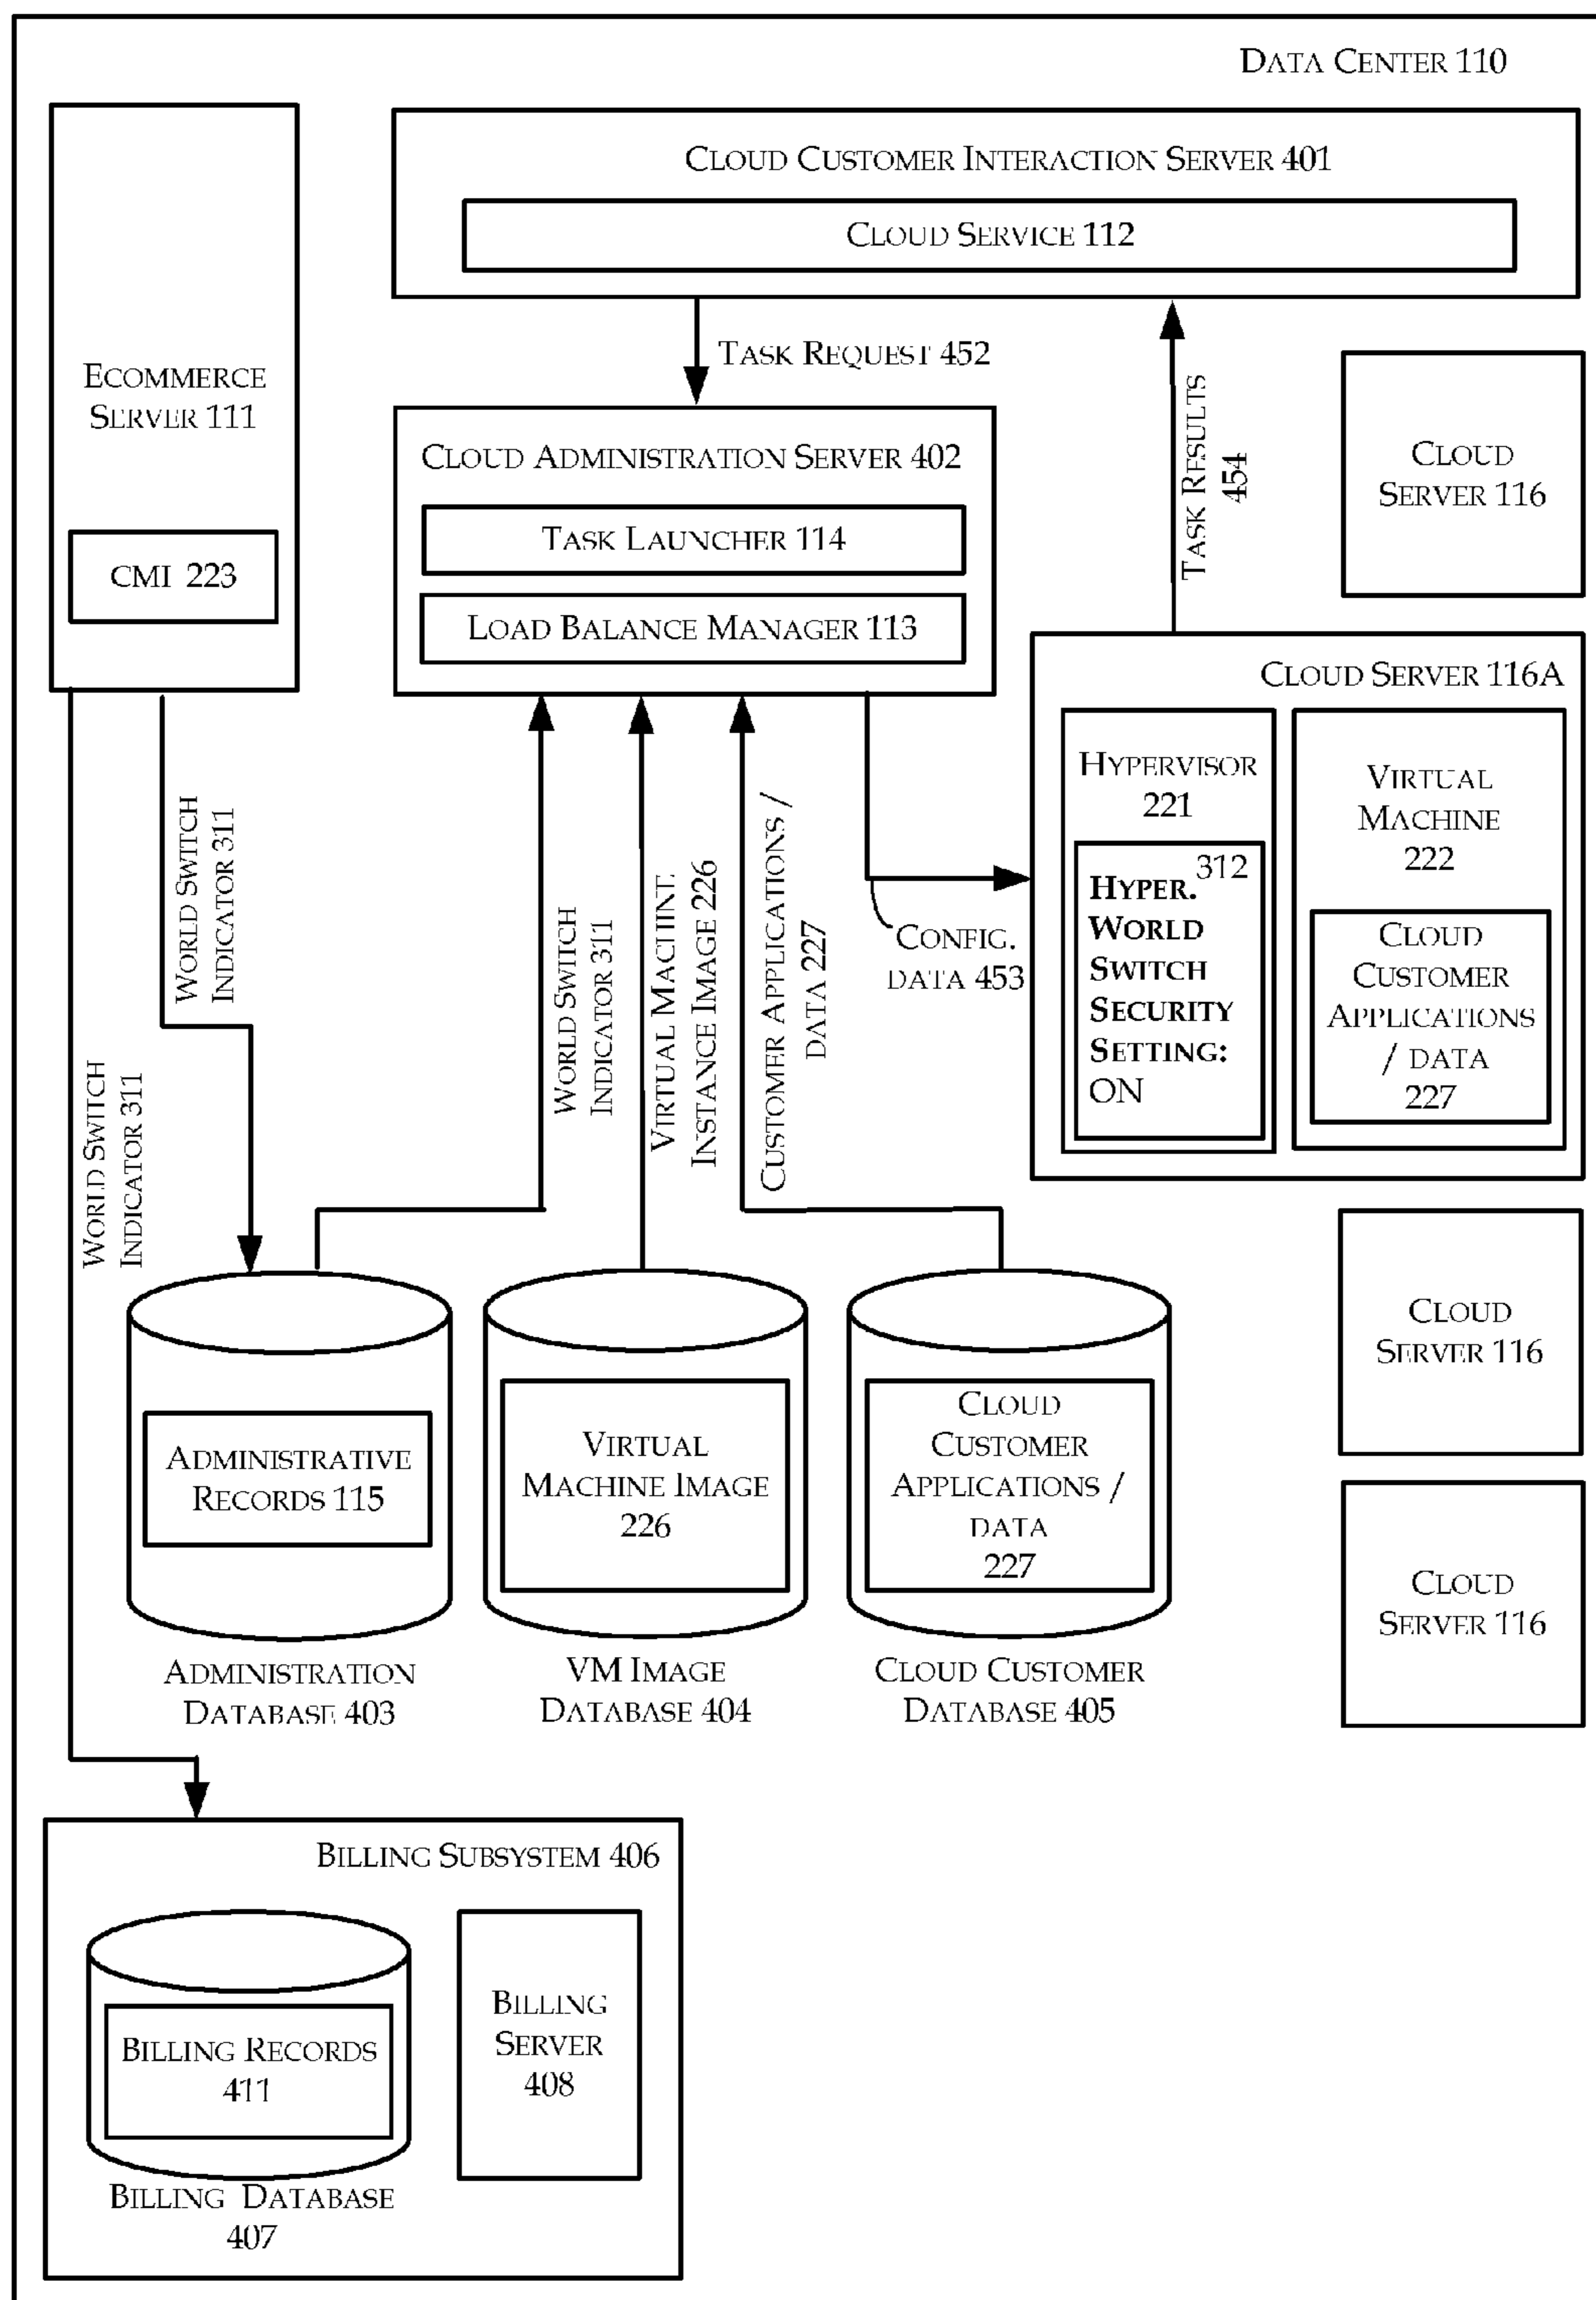 DATA CENTER 110
CLOUD CUSTOMER INTERACTION SERVER 401
CLOUD SERVICE 112
ECOMMERCE
SERVER 111
CMI 223
TASK REQUEST 452
CLOUD ADMINISTRATION SERVER 402
TASK LAUNCHER 114
LOAD BALANCE MANAGER 113
TASK RESULTS
454
CLOUD
SERVER 116
CLOUD SERVER 116A
HYPERVISOR
221
312
HYPER.
WORLD
SWITCH
SECURITY
SETTING:
ON
VIRTUAL
MACHINE
222
CLOUD
CUSTOMER
APPLICATIONS
/ DATA
227
WORLD SWITCH
INDICATOR 311
WORLD SWITCH
INDICATOR 311
WORLD SWITCH
INDICATOR 311
VIRTUAL MACHINE
INSTANCE IMAGE 226
CUSTOMER APPLICATIONS /
DATA 227
CONFIG.
DATA 453
CLOUD
SERVER 116
CLOUD
SERVER 116
ADMINISTRATIVE
RECORDS 115
ADMINISTRATION
DATABASE 403
VIRTUAL
MACHINE IMAGE
226
VM IMAGE
DATABASE 404
CLOUD
CUSTOMER
APPLICATIONS /
DATA
227
CLOUD CUSTOMER
DATABASE 405
BILLING SUBSYSTEM 406
BILLING RECORDS
411
BILLING DATABASE
407
BILLING
SERVER
408